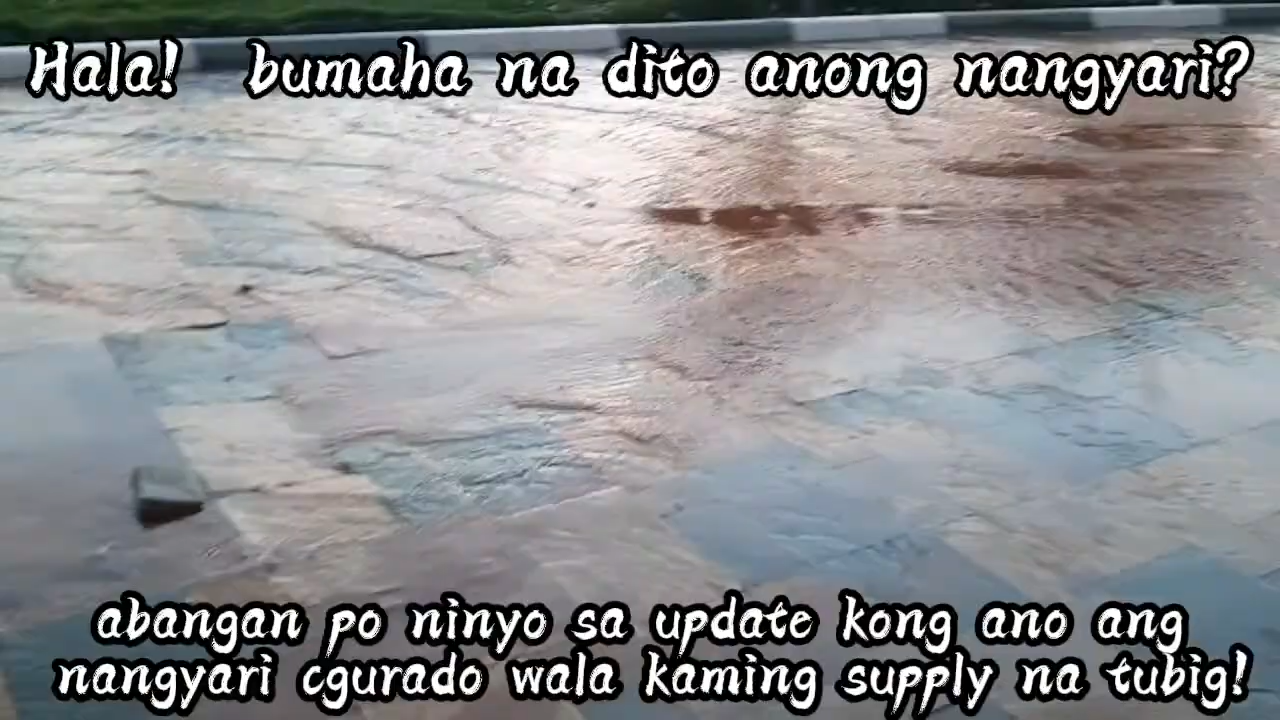 Hala! bumaha na dito anong nangyari?
abangan po ninyo sa update kong ano ang
nangyari cgurado wala kaming supply na tubig!